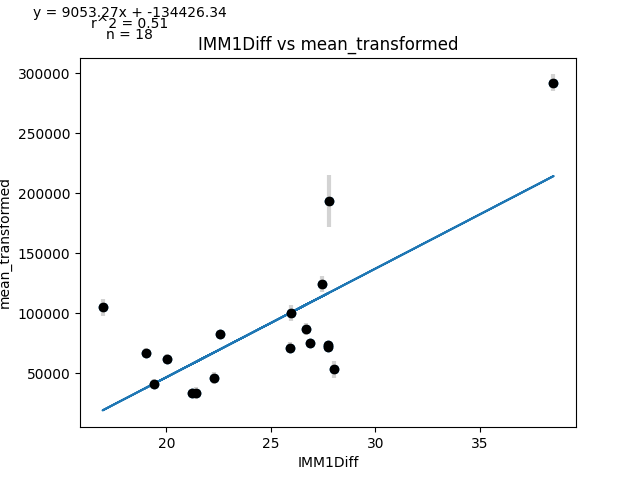 y = 9053.27x + -134426.34
r^2 = 0.51
n = 18
IMM1Diff vs mean_transformed
300000
250000
200000
150000
100000
50000
mean_transformed
20 25 30 35
IMM1Diff